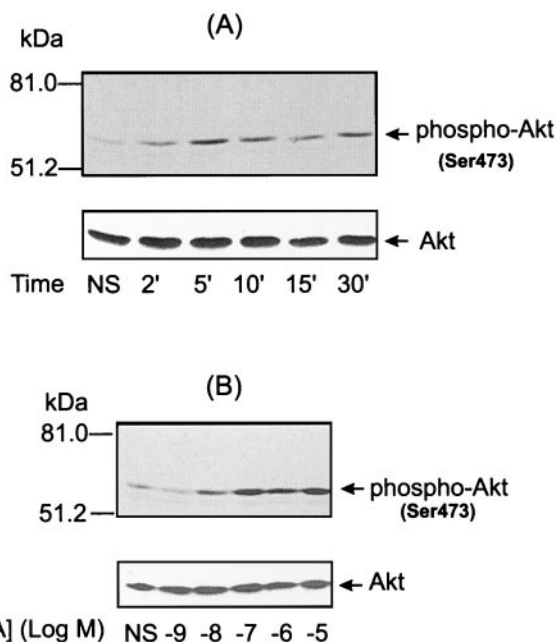 (A)
kDa
81.0
phospho-Akt
(Ser473)
51.2
Akt
Time NS 2' 5' 10' 15' 30'
(B)
kDa
81.0
phospho-Akt
(Ser473)
51.2
Akt
A] (Log M) NS -9 -8 -7 -6 -5